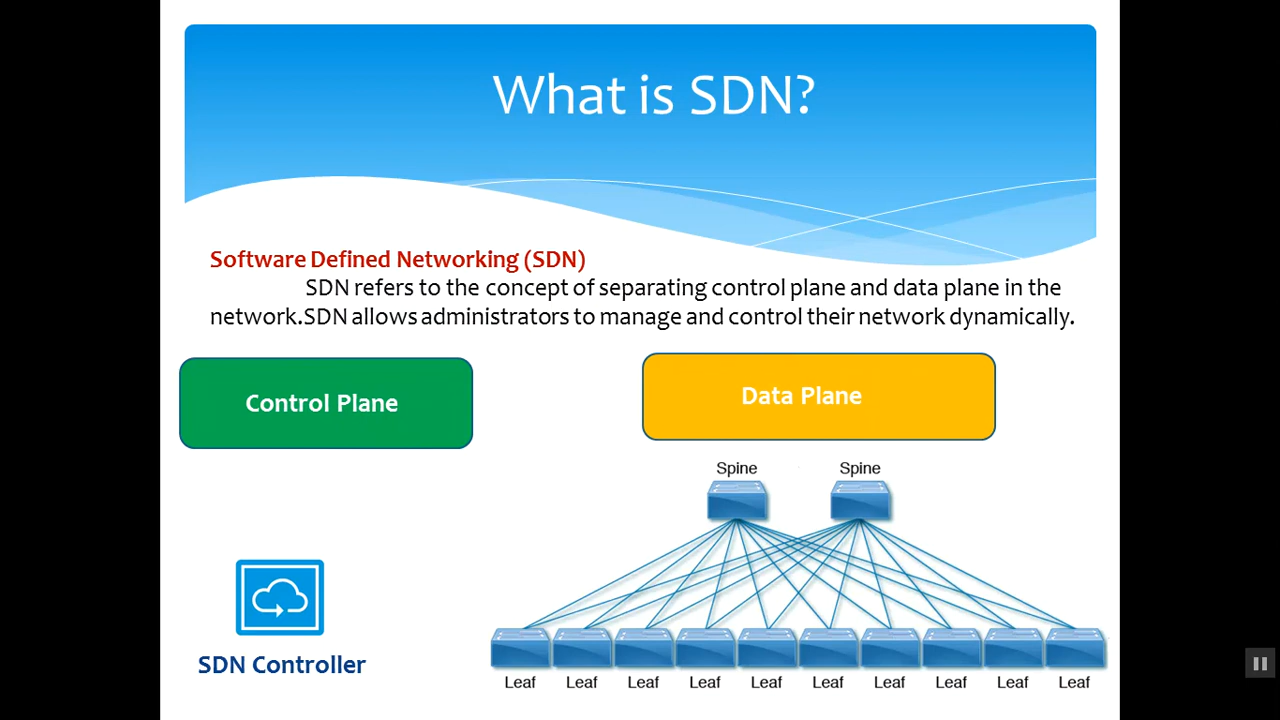 What is SDN?
Software Defined Networking (SDN)
SDN refers to the concept of separating control plane and data plane in the
network.SDN allows administrators to manage and control their network dynamically.
Control Plane
Data Plane
Spine Spine
SDN Controller
Leaf Leaf Leaf Leaf Leaf Leaf Leaf Leaf Leaf Leaf